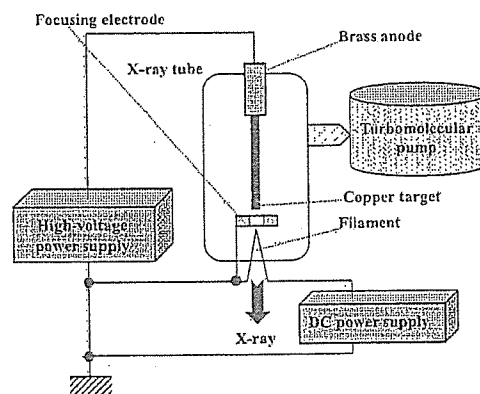 Focusing electrode
Brass anode
X-ray tube
Turbomolecular
pump
Copper target
Filament
High-voltage
power supply
DC power supply
X-ray